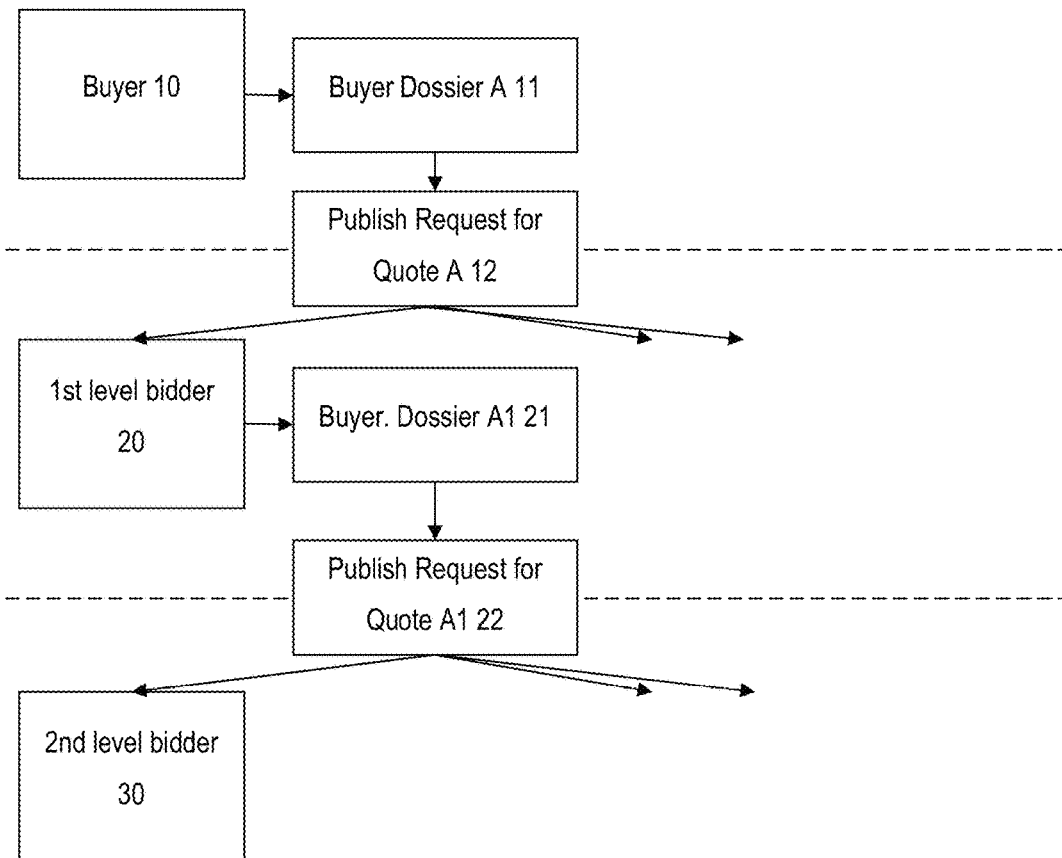 Buyer 10
Buyer Dossier A 11
Publish Request for
Quote A 12
1st level bidder
20
Buyer. Dossier A1 21
Publish Request for
Quote A1 22
2nd level bidder
30